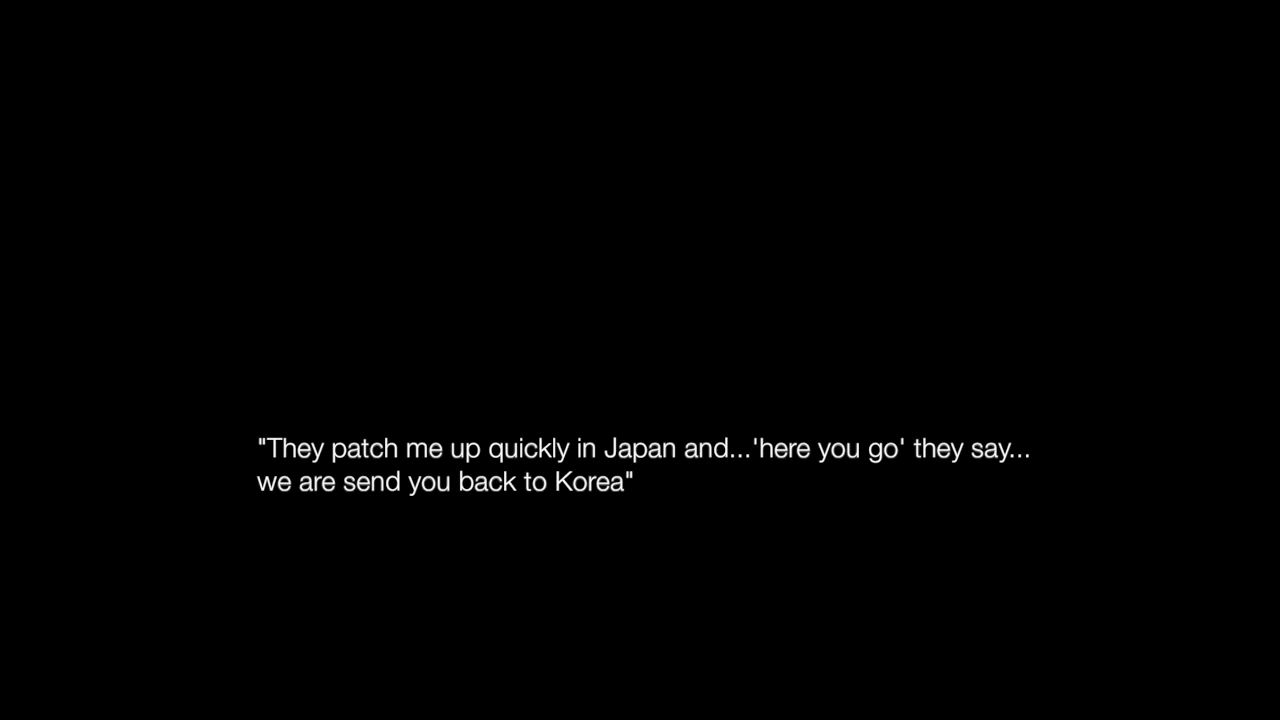 "They patch me up quickly in Japan and...'here you go' they say...
we are send you back to Korea"